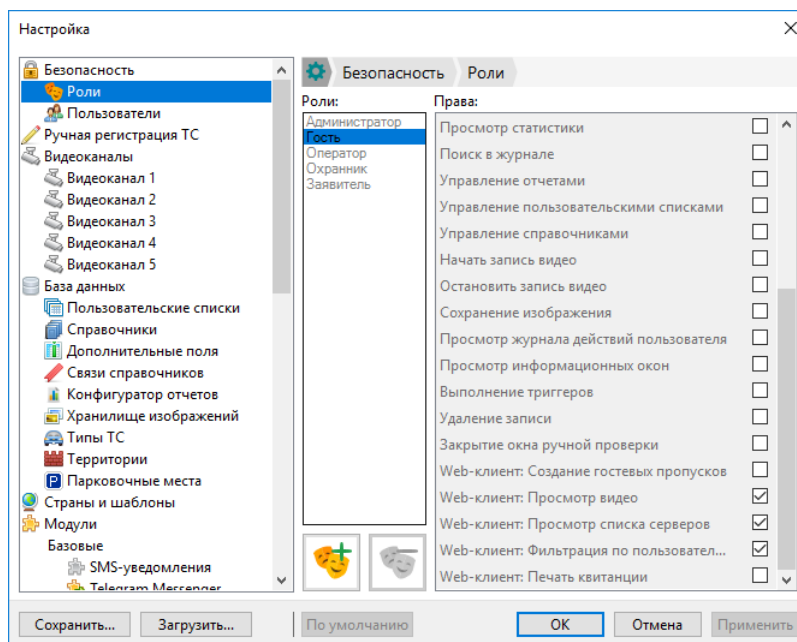 Настройка
Безопасность
Роли
Пользователи
Ручная регистрация ТС
Видеоканалы
Видеоканал 1
Видеоканал 2
Видеоканал 3
Видеоканал 4
Видеоканал 5
База данных
Пользовательские списки
Справочники
Дополнительные поля
Связи справочников
Конфигуратор отчетов
Хранилище изображений
Типы ТС
Территории
Парковочные места
Страны и шаблоны
Модули
Базовые
SMS-уведомления
Telegram Messenger
Безопасность Роли
Роли:
Администратор
Гость
Оператор
Охранник
Заявитель
Права:
Просмотр статистики
Поиск в журнале
Управление отчетами
Управление пользовательскими списками
Управление справочниками
Начать запись видео
Остановить запись видео
Сохранение изображения
Просмотр журнала действий пользователя
Просмотр информационных окон
Выполнение триггеров
Удаление записи
Закрытие окна ручной проверки
Web-клиент: Создание гостевых пропусков
Web-клиент: Просмотр видео
Web-клиент: Просмотр списка серверов
Web-клиент: Фильтрация по пользовател...
Web-клиент: Печать квитанции
Сохранить... Загрузить... По умолчанию ОК Отмена Применить